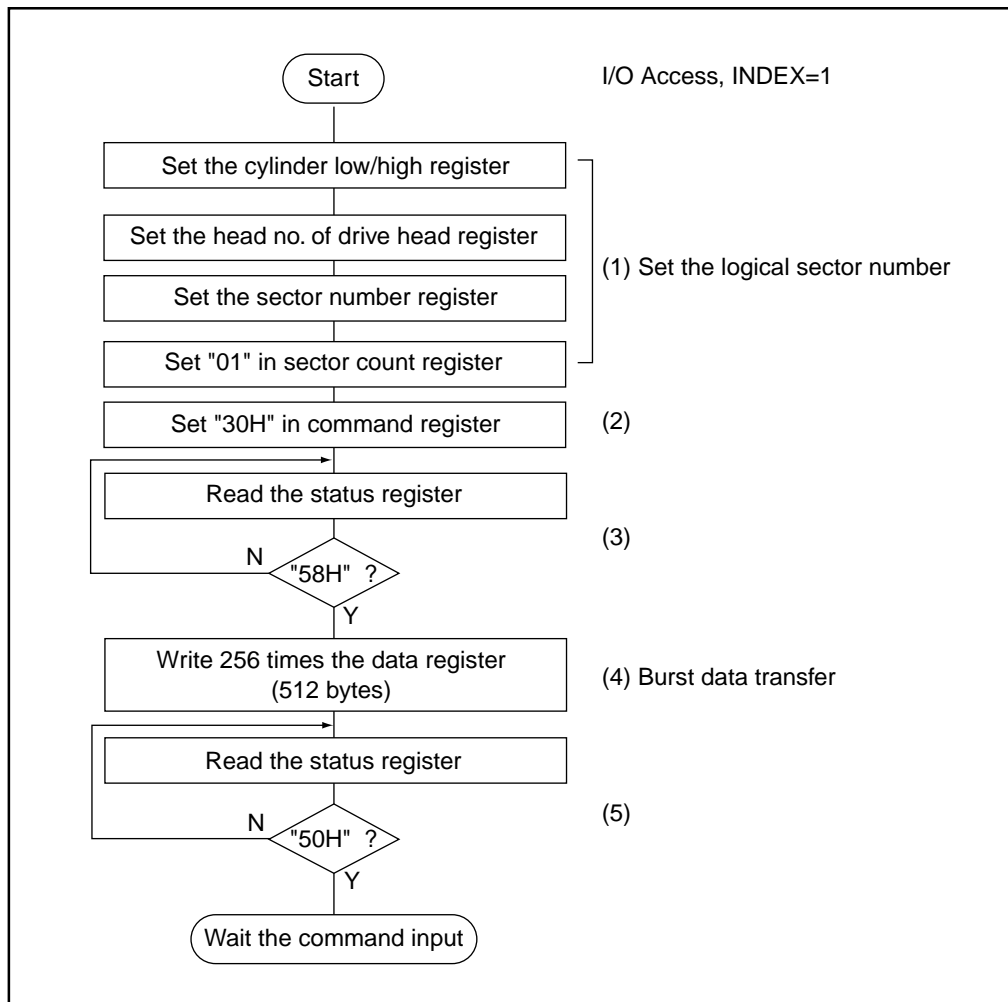 Start
I/O Access, INDEX=1
Set the cylinder low/high register
Set the head no. of drive head register
(1) Set the logical sector number
Set the sector number register
Set "01" in sector count register
Set "30H" in command register
(2)
Read the status register
(3)
N
"58H" ?
Y
Write 256 times the data register
(512 bytes)
(4) Burst data transfer
Read the status register
(5)
N
"50H" ?
Y
Wait the command input